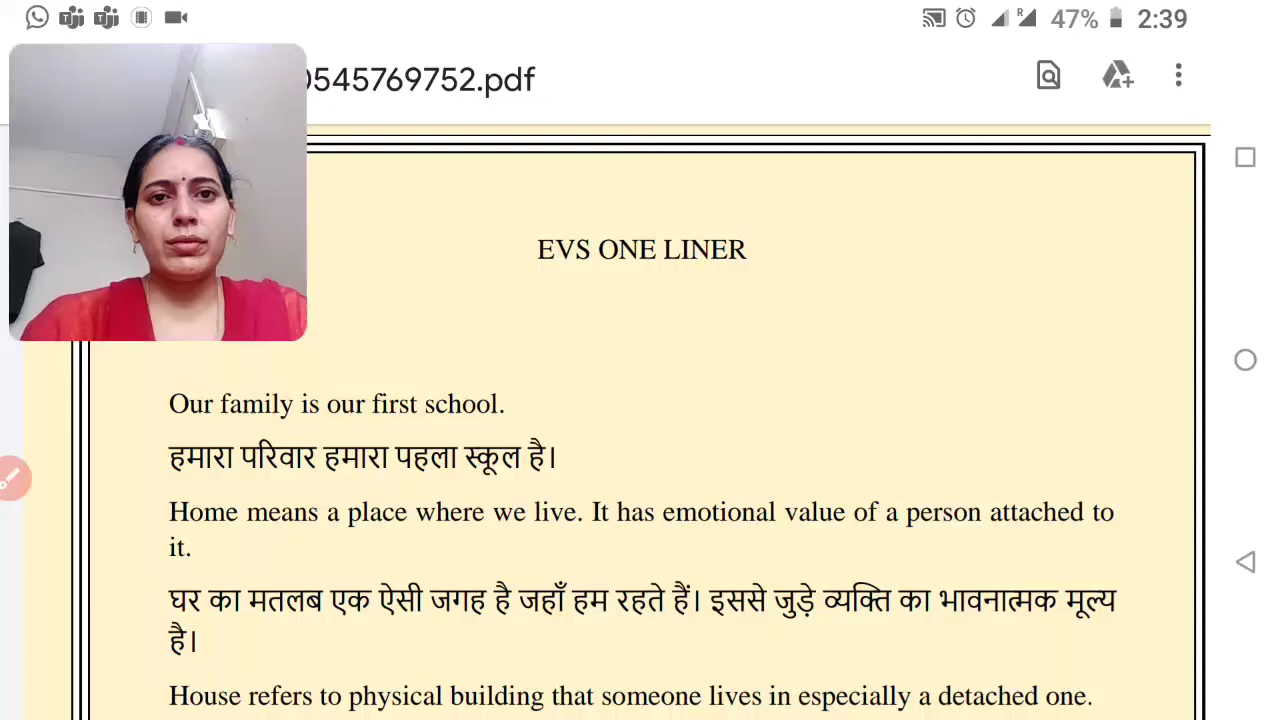 R 47% 2:39
0545769752.pdf
EVS ONE LINER
Our family is our first school.
हमारा परिवार हमारा पहला स्कूल है।
Home means a place where we live. It has emotional value of a person attached to
it.
घर का मतलब एक ऐसी जगह है जहाँ हम रहते हैं। इससे जुड़े व्यक्ति का भावनात्मक मूल्य
है।
House refers to physical building that someone lives in especially a detached one.